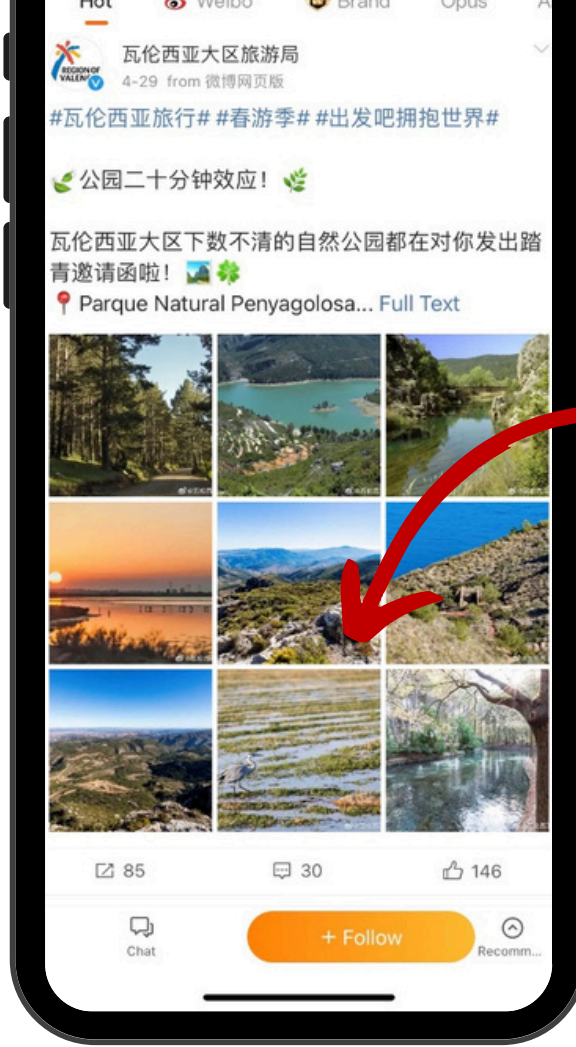 Hot Weibo Brand Opus A
REGION OF
VALEN
瓦伦西亚大区旅游局
4-29 from 微博网页版
#瓦伦西亚旅行# #春游季# #出发吧拥抱世界#
🌿公园二十分钟效应！🌿
瓦伦西亚大区下数不清的自然公园都在对你发出踏
青邀请函啦！🏞️🍀
📍Parque Natural Penyagolosa... Full Text
85 30 146
Chat + Follow Recomm...